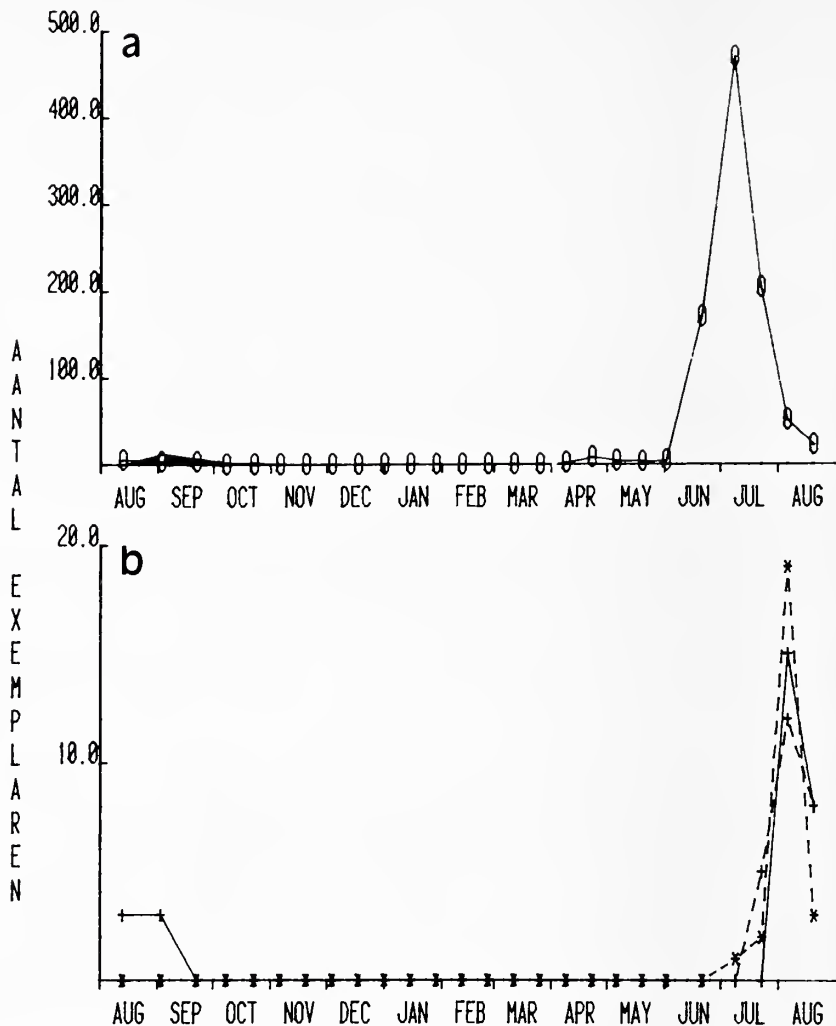 a
500.0
400.0
300.0
200.0
100.0
AUG SEP OCT NOV DEC JAN FEB MAR APR MAY JUN JUL AUG
AANTAL EXEMPLAREN
b
20.0
10.0
AUG SEP OCT NOV DEC JAN FEB MAR APR MAY JUN JUL AUG